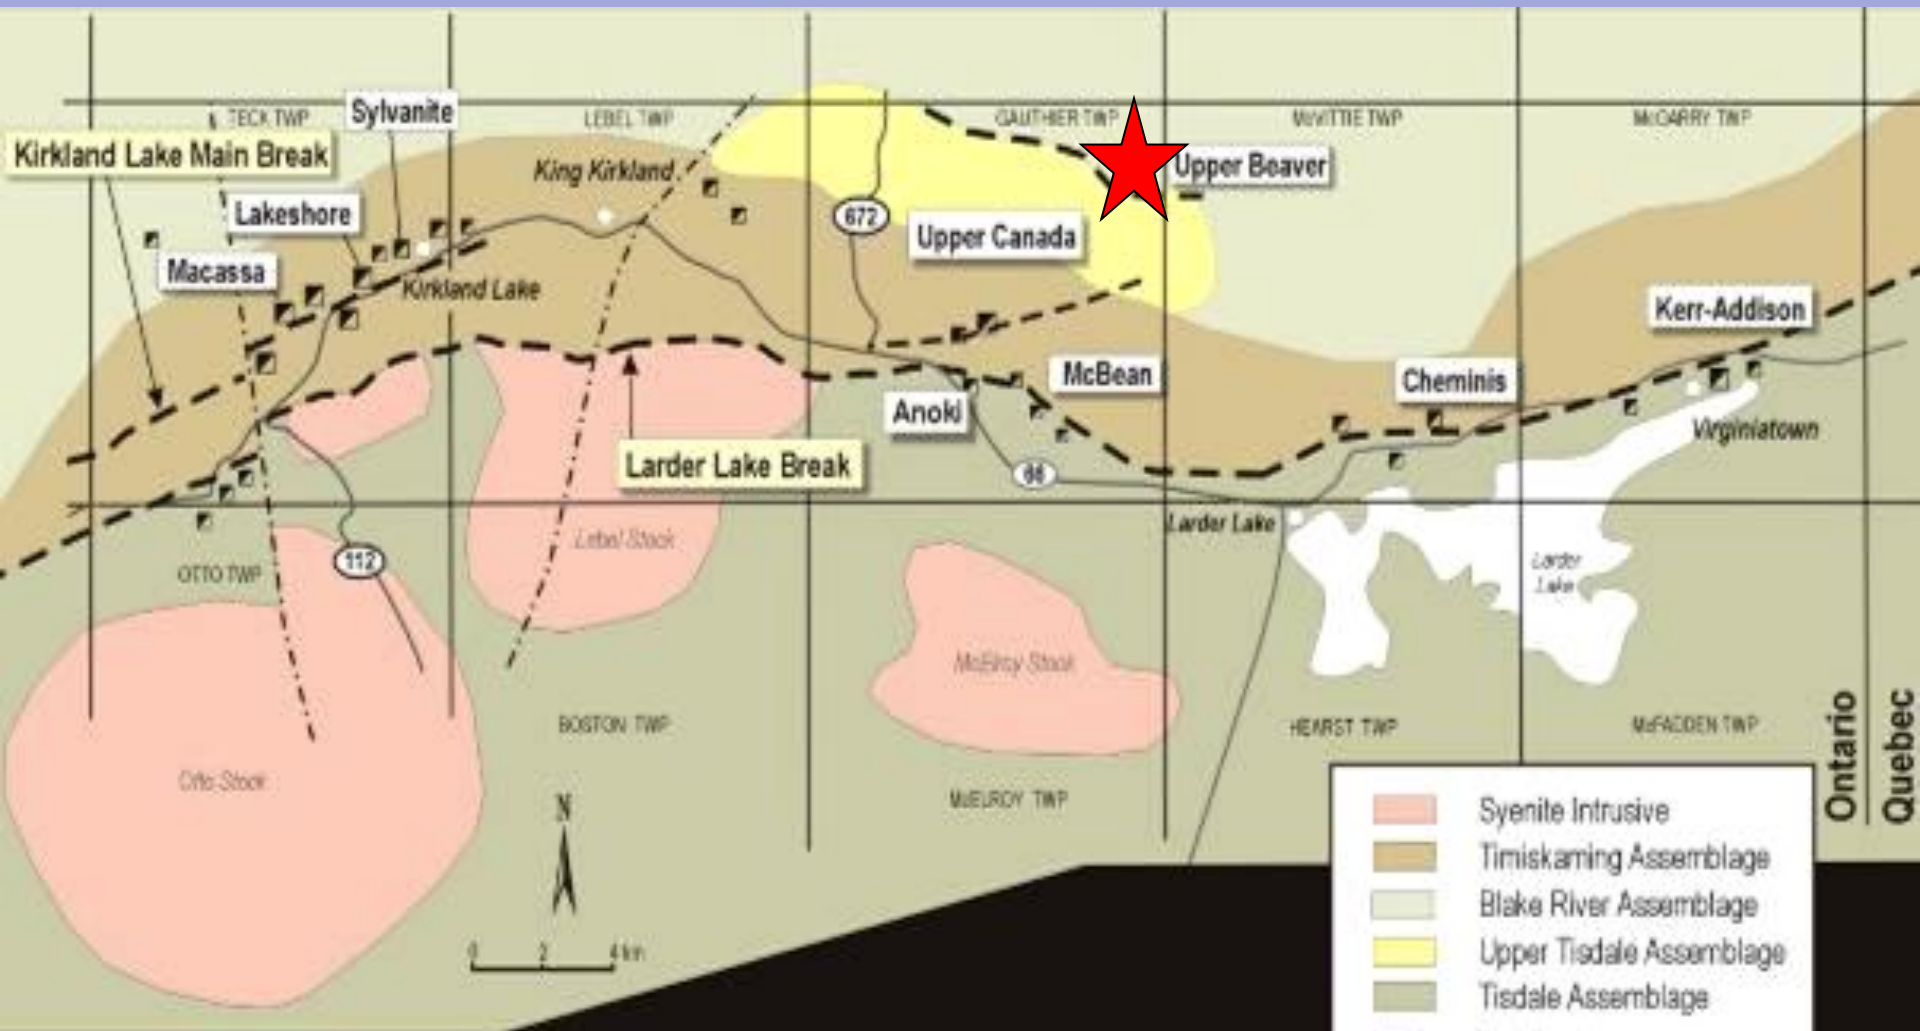 TECK TWP
Sylvanite
LEBEL TWP
GAUTHIER TWP
McVITTIE TWP
McGARRY TWP
Kirkland Lake Main Break
King Kirkland
Upper Beaver
Lakeshore
672
Upper Canada
Macassa
Kirkland Lake
Kerr-Addison
McBean
Cheminis
Anoki
Virginiatown
Larder Lake Break
66
Larder Lake
Lebel Stock
112
OTTO TWP
Larder
Lake
McElroy Stock
BOSTON TWP
HEARST TWP
McFADDEN TWP
Ontario
Quebec
Otto Stock
McELROY TWP
N
0 2 4 km
Syenite Intrusive
Timiskaming Assemblage
Blake River Assemblage
Upper Tisdale Assemblage
Tisdale Assemblage